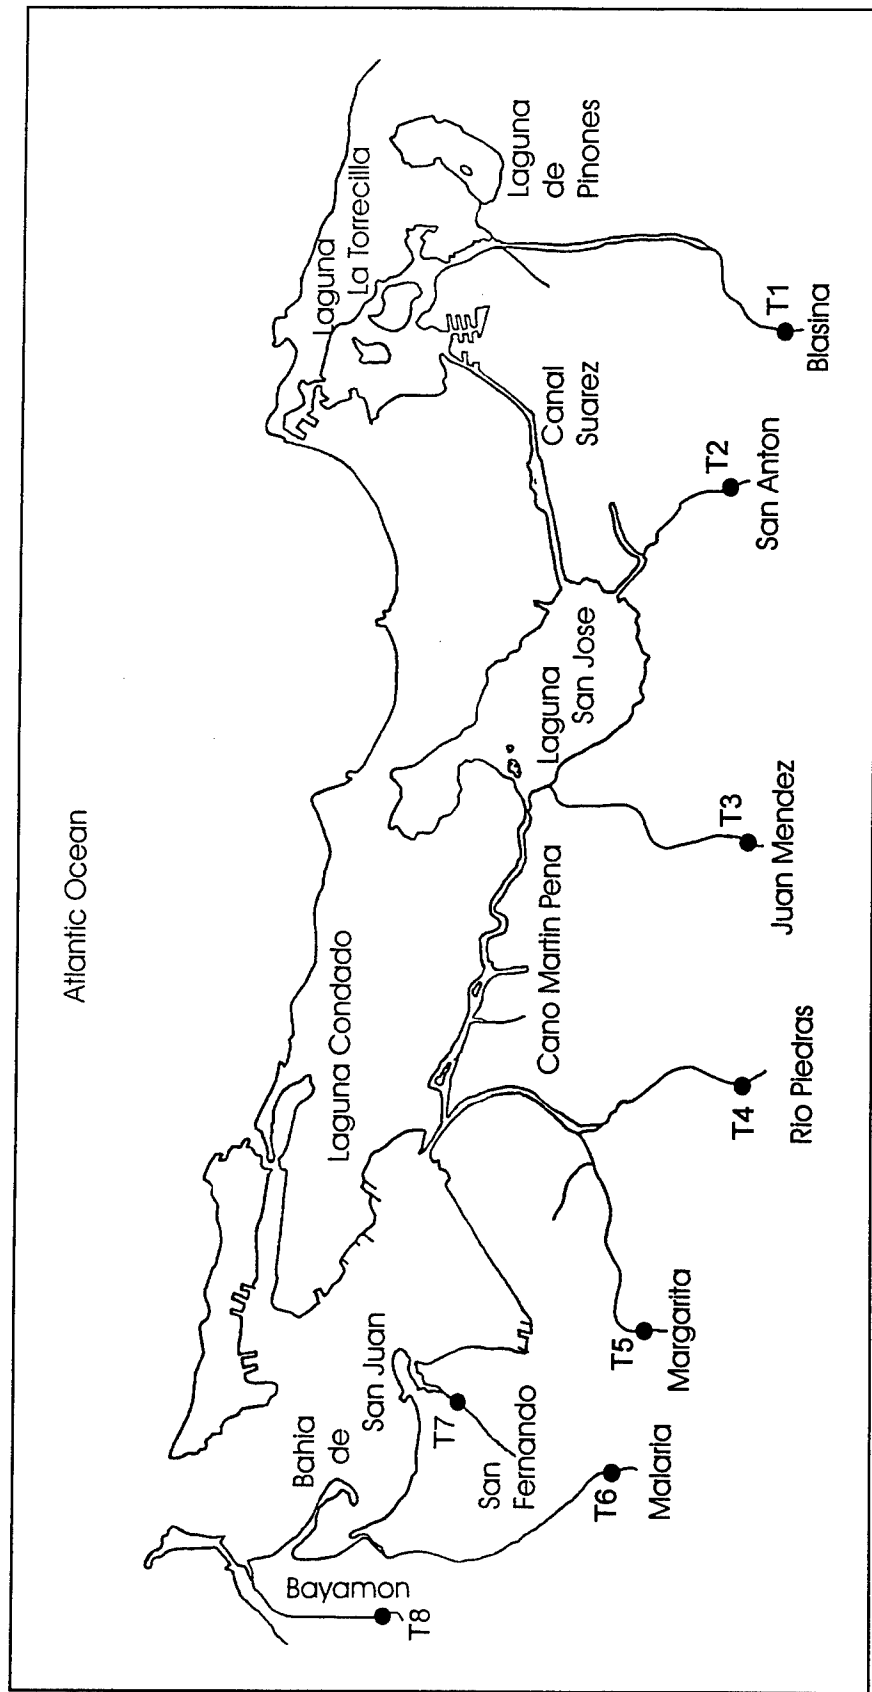 Atlantic Ocean
Laguna
La Torrecilla
Laguna
de
Pinones
T1
Blasina
Canal
Suarez
T2
San Anton
Laguna
San Jose
T3
Juan Mendez
Cano Martin Pena
Laguna Condado
T4
Rio Piedras
T5
Margarita
Bahia
de
San Juan
T7
San
Fernando
T6
Malaria
Bayamon
T8